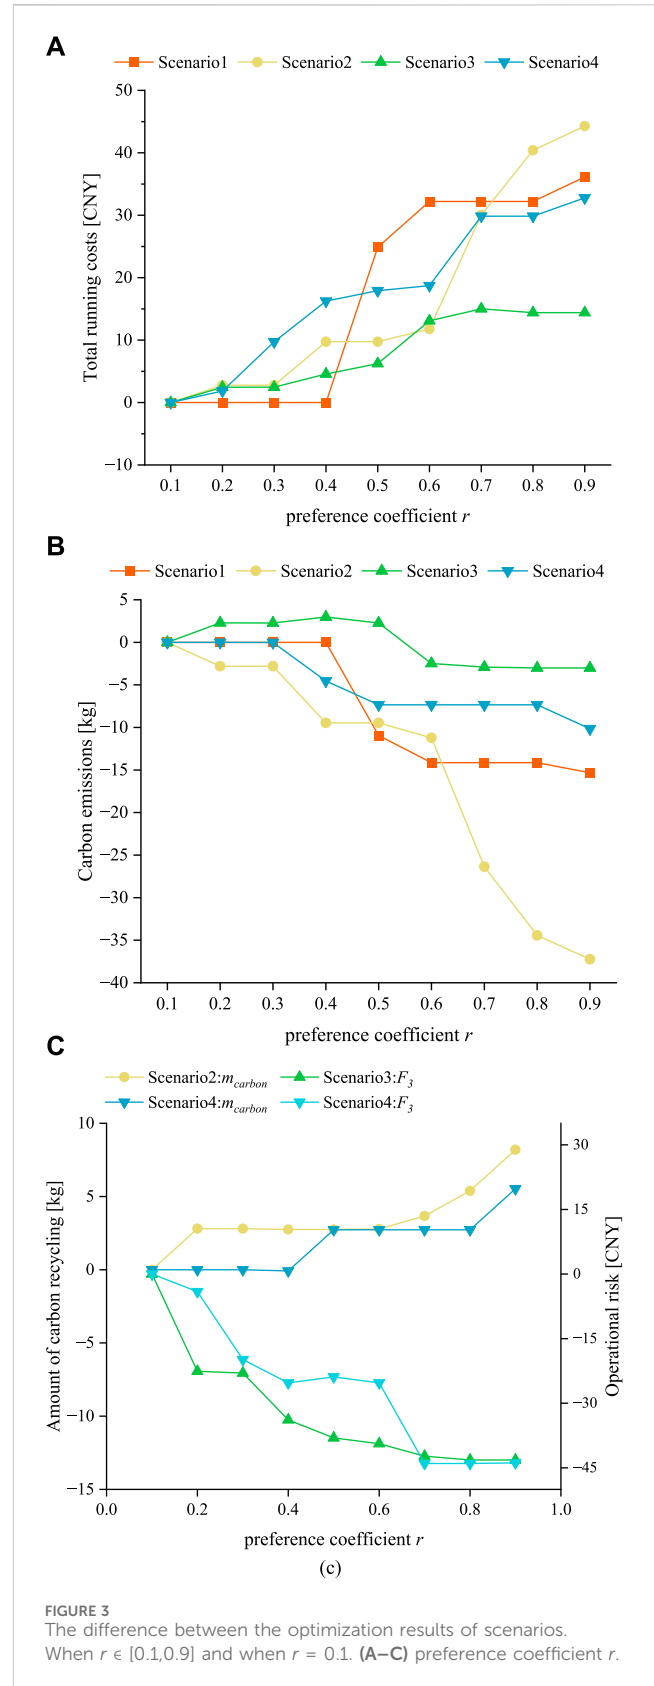 A
Scenario1 Scenario2 Scenario3 Scenario4
50
40
30
20
10
0
−10
Total running costs [CNY]
0.1 0.2 0.3 0.4 0.5 0.6 0.7 0.8 0.9
preference coefficient r
B
Scenario1 Scenario2 Scenario3 Scenario4
5
0
−5
−10
−15
−20
−25
−30
−35
−40
Carbon emissions [kg]
0.1 0.2 0.3 0.4 0.5 0.6 0.7 0.8 0.9
preference coefficient r
C
Scenario2:m_carbon Scenario3:F_3
Scenario4:m_carbon Scenario4:F_3
10
5
0
−5
−10
−15
Amount of carbon recycling [kg]
30
15
0
−15
−30
−45
Operational risk [CNY]
0.0 0.2 0.4 0.6 0.8 1.0
preference coefficient r
(c)
FIGURE 3
The difference between the optimization results of scenarios.
When r ∈ [0.1,0.9] and when r = 0.1. (A–C) preference coefficient r.